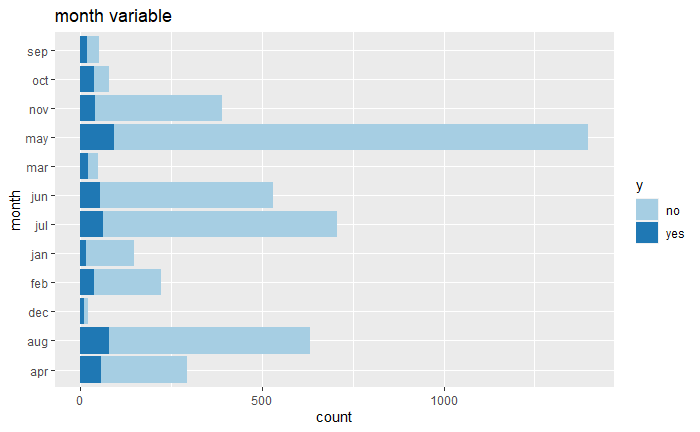 month variable
sep
oct
nov
may
mar
jun
jul
jan
feb
dec
aug
apr
month
0
500
1000
count
y
no
yes